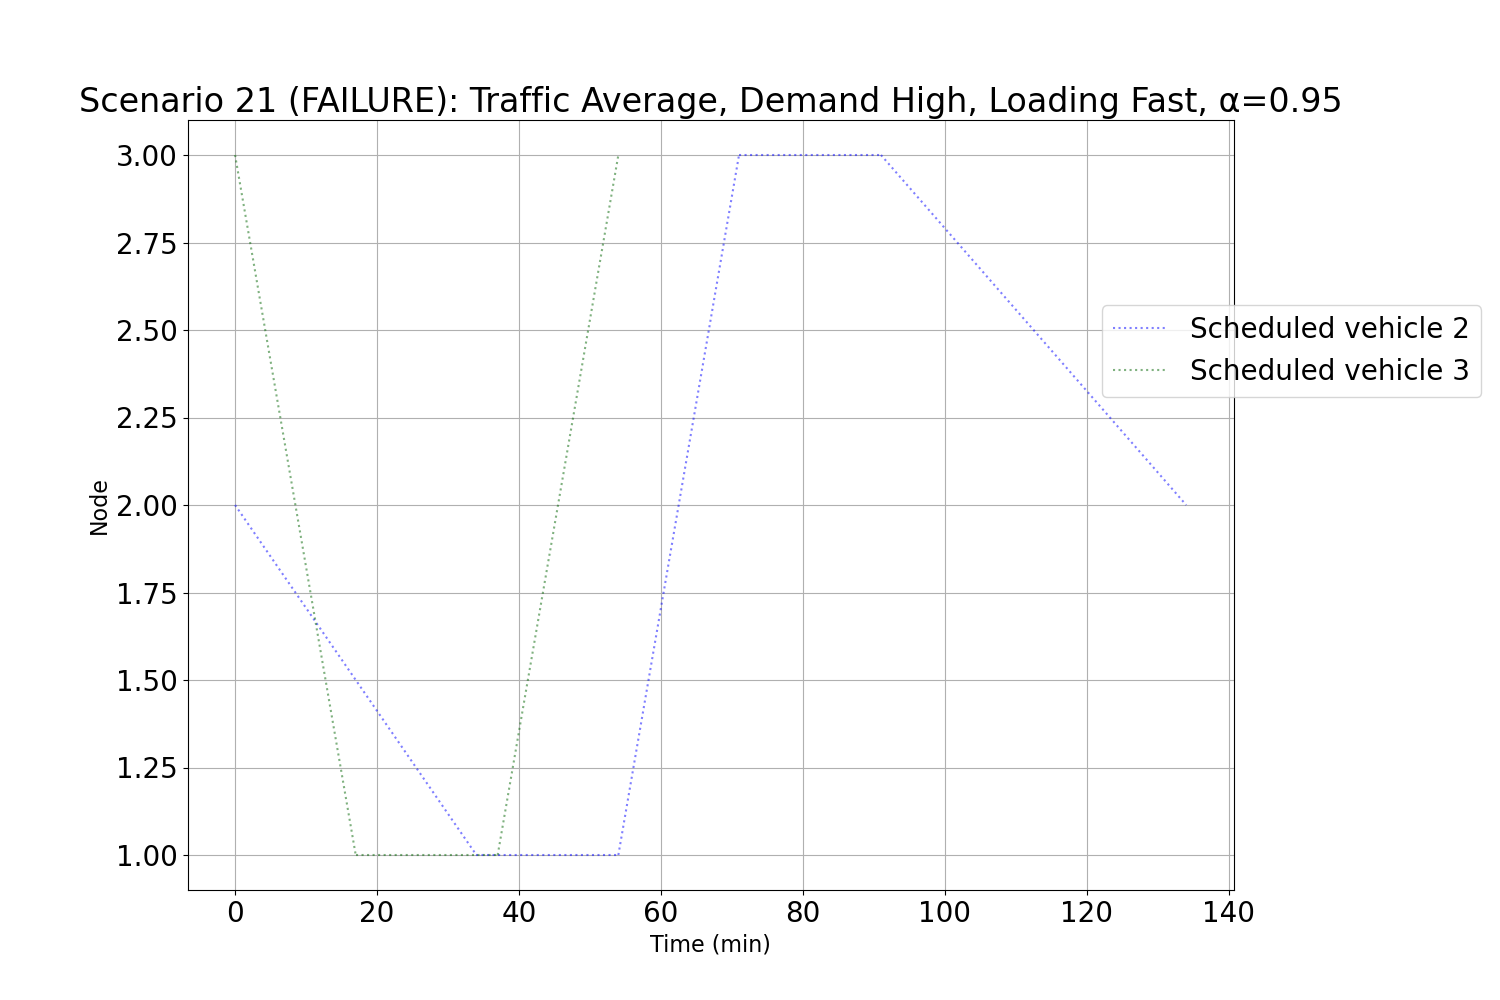 Scenario 21 (FAILURE): Traffic Average, Demand High, Loading Fast, α=0.95
3.00
2.75
2.50
2.25
2.00
1.75
1.50
1.25
1.00
Node
Scheduled vehicle 2
Scheduled vehicle 3
0 20 40 60 80 100 120 140
Time (min)